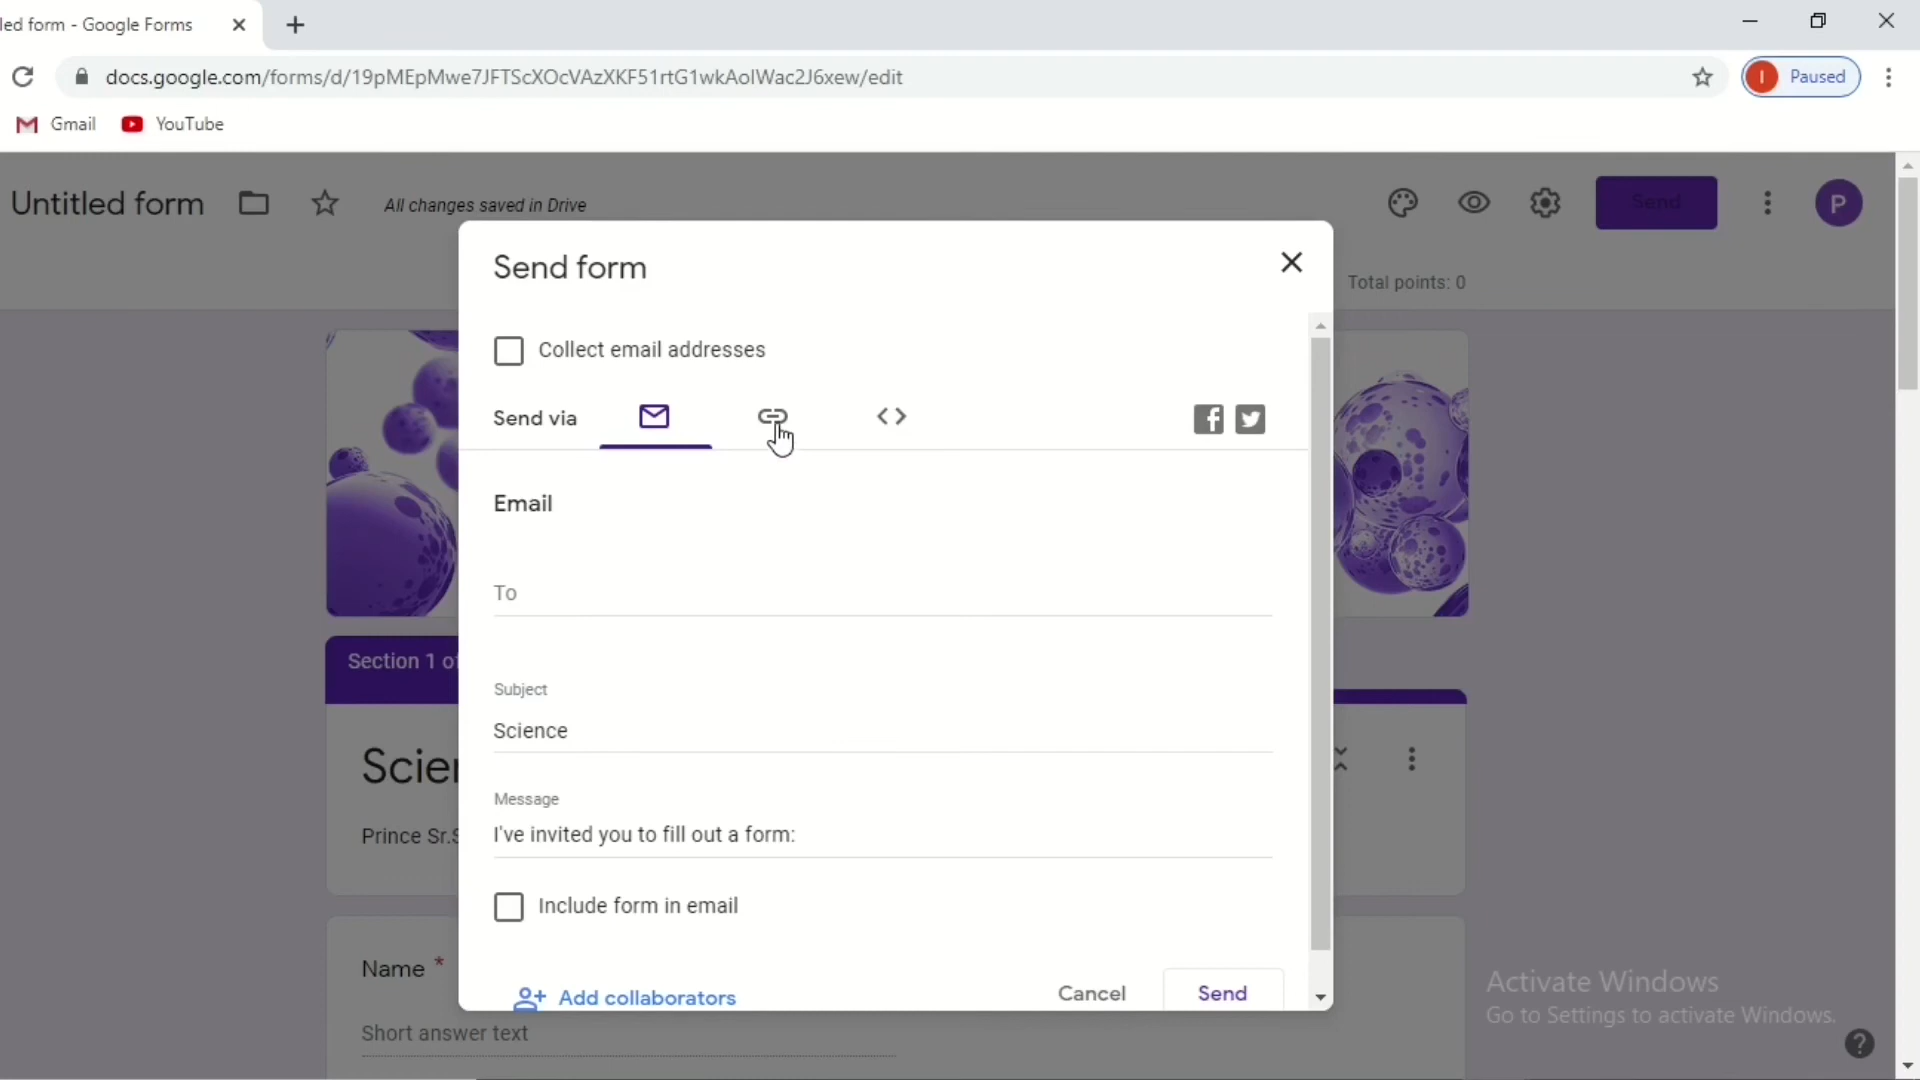 led form - Google Forms
docs.google.com/forms/d/19pMEpMwe7JFTScXOcVAzXKF51rtG1wkAolWac2J6xew/edit
I Paused
Gmail YouTube
Untitled form All changes saved in Drive Send P
Send form
Total points: 0
Collect email addresses
Send via
Email
To
Section 1 of
Subject
Science
Scien
Message
Prince Sr.S
I've invited you to fill out a form:
Include form in email
Name *
Add collaborators Cancel Send
Short answer text
Activate Windows
Go to Settings to activate Windows.